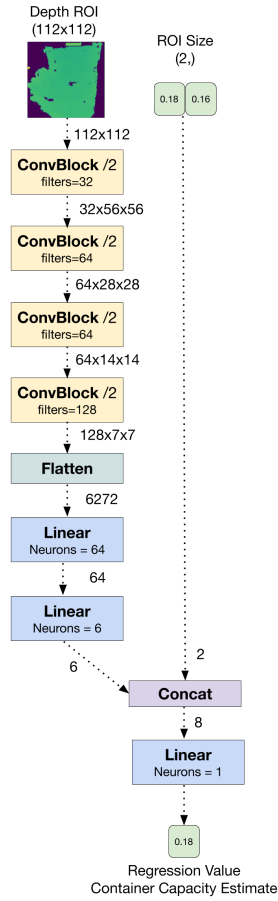 Depth ROI
(112x112)
ROI Size
(2,)
0.18
0.16
112x112
ConvBlock /2
filters=32
32x56x56
ConvBlock /2
filters=64
64x28x28
ConvBlock /2
filters=64
64x14x14
ConvBlock /2
filters=128
128x7x7
Flatten
6272
Linear
Neurons = 64
64
Linear
Neurons = 6
6
2
Concat
8
Linear
Neurons = 1
0.18
Regression Value
Container Capacity Estimate